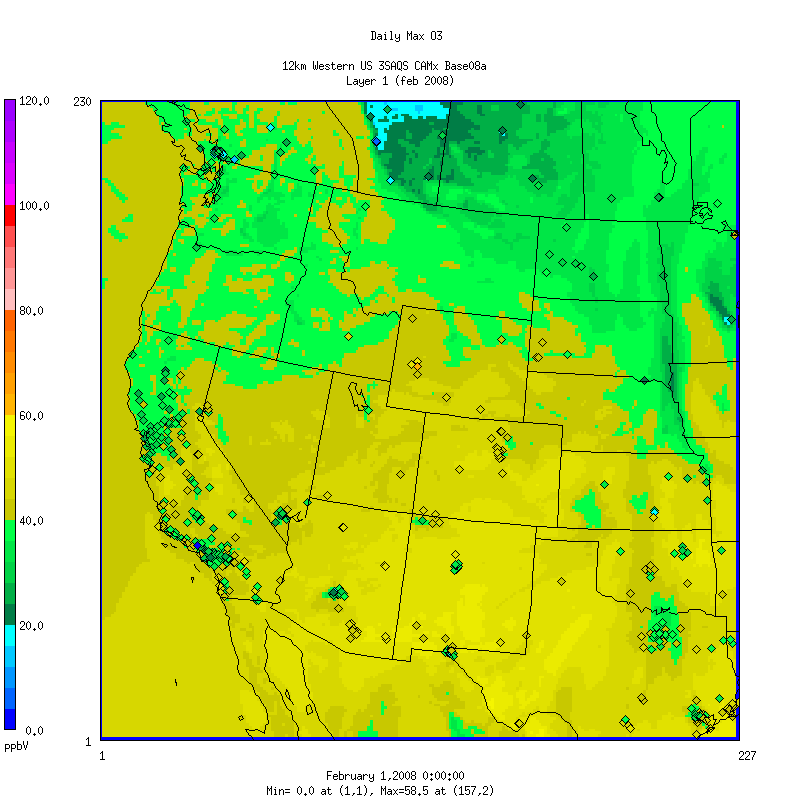 Daily Max O3
12km Western US 3SAQS CAMx Base08a
Layer 1 (feb 2008)
230
120.0
100.0
80.0
60.0
40.0
20.0
0.0
ppbV
1
1
227
February 1,2008 0:00:00
Min= 0.0 at (1,1), Max=58.5 at (157,2)